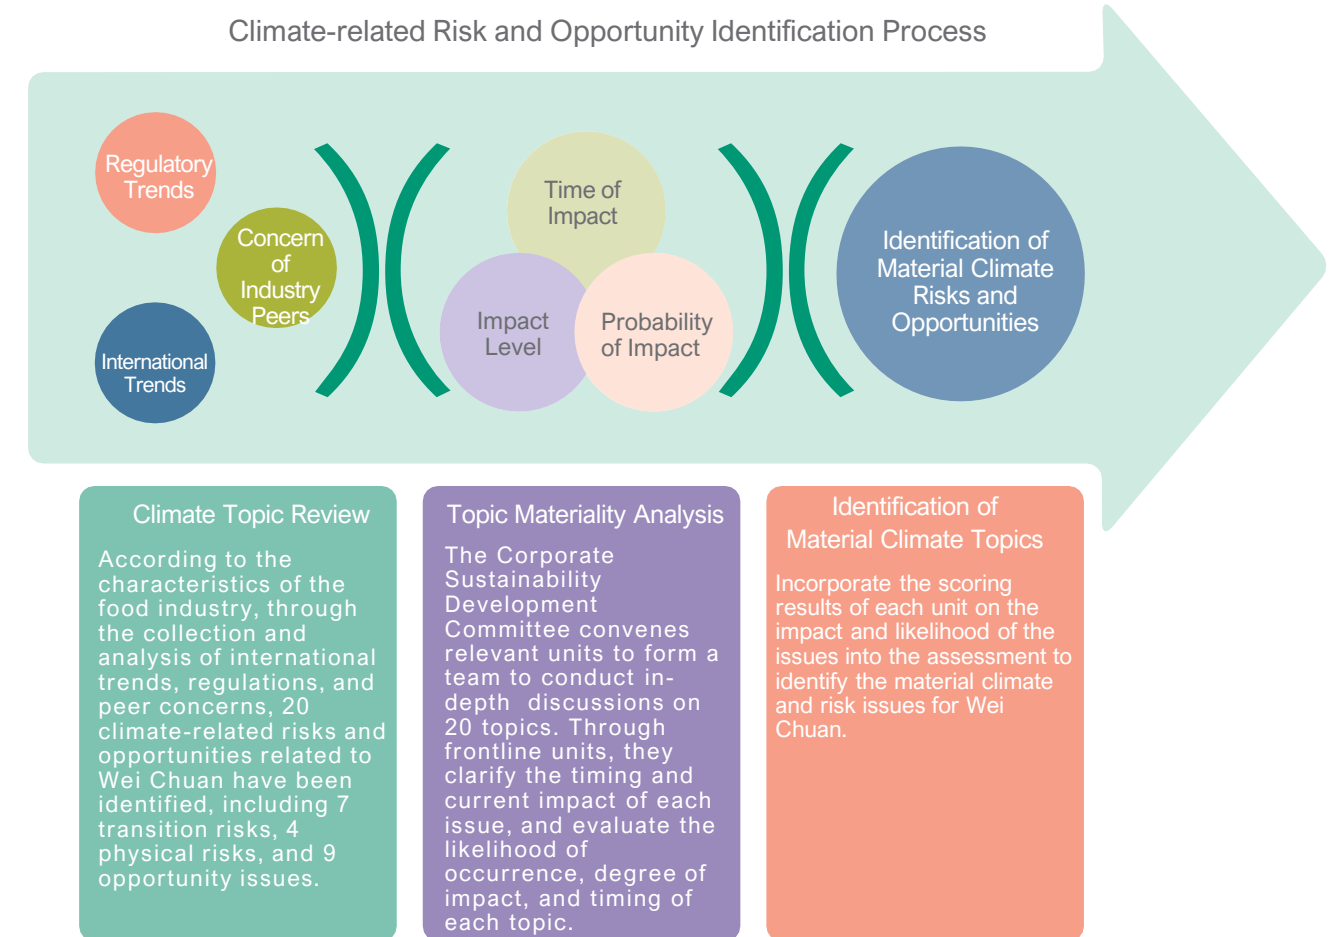 Climate-related Risk and Opportunity Identification Process
Regulatory
Trends
Concern
of
Industry
Peers
International
Trends
Time of
Impact
Impact
Level
Probability
of Impact
Identification of
Material Climate
Risks and
Opportunities
Climate Topic Review
According to the
characteristics of the
food industry, through
the collection and
analysis of international
trends, regulations, and
peer concerns, 20
climate-related risks and
opportunities related to
Wei Chuan have been
identified, including 7
transition risks, 4
physical risks, and 9
opportunity issues.
Topic Materiality Analysis
The Corporate
Sustainability
Development
Committee convenes
relevant units to form a
team to conduct in-
depth  discussions on
20 topics. Through
frontline units, they
clarify the timing and
current impact of each
issue, and evaluate the
likelihood of
occurrence, degree of
impact, and timing of
each topic.
Identification of
Material Climate Topics
Incorporate the scoring
results of each unit on the
impact and likelihood of the
issues into the assessment to
identify the material climate
and risk issues for Wei
Chuan.